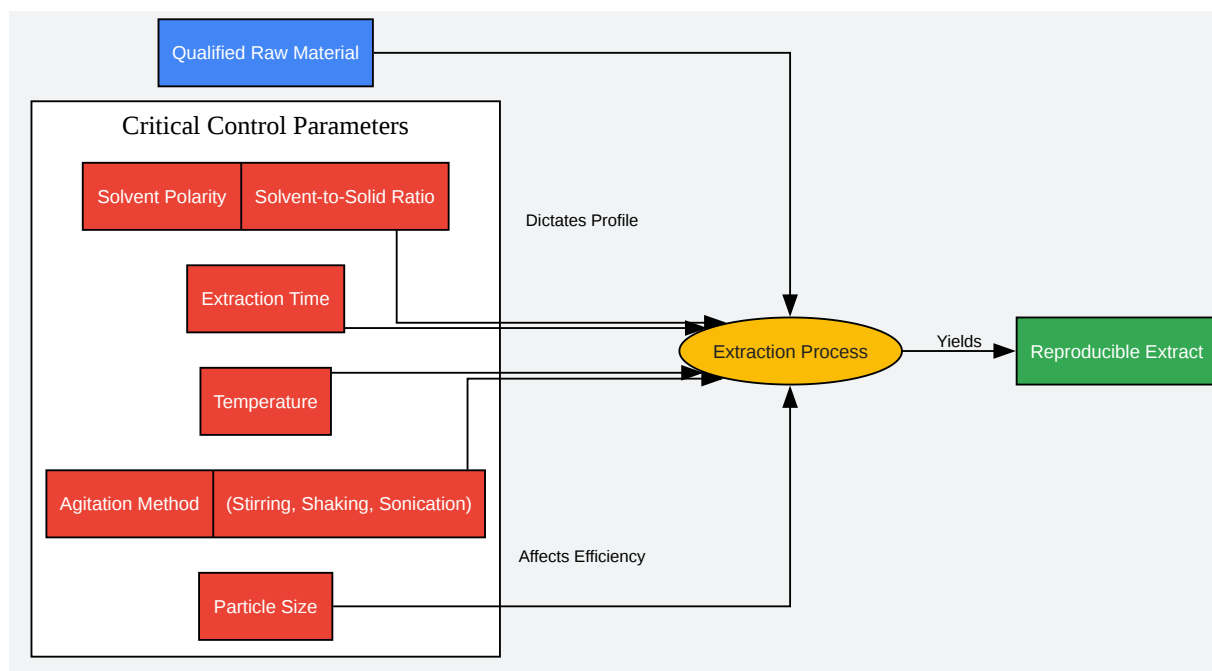 Qualified Raw Material
Critical Control Parameters
Solvent Polarity
Solvent-to-Solid Ratio
Dictates Profile
Extraction Time
Extraction Process
Yields
Reproducible Extract
Temperature
Agitation Method
(Stirring, Shaking, Sonication)
Affects Efficiency
Particle Size